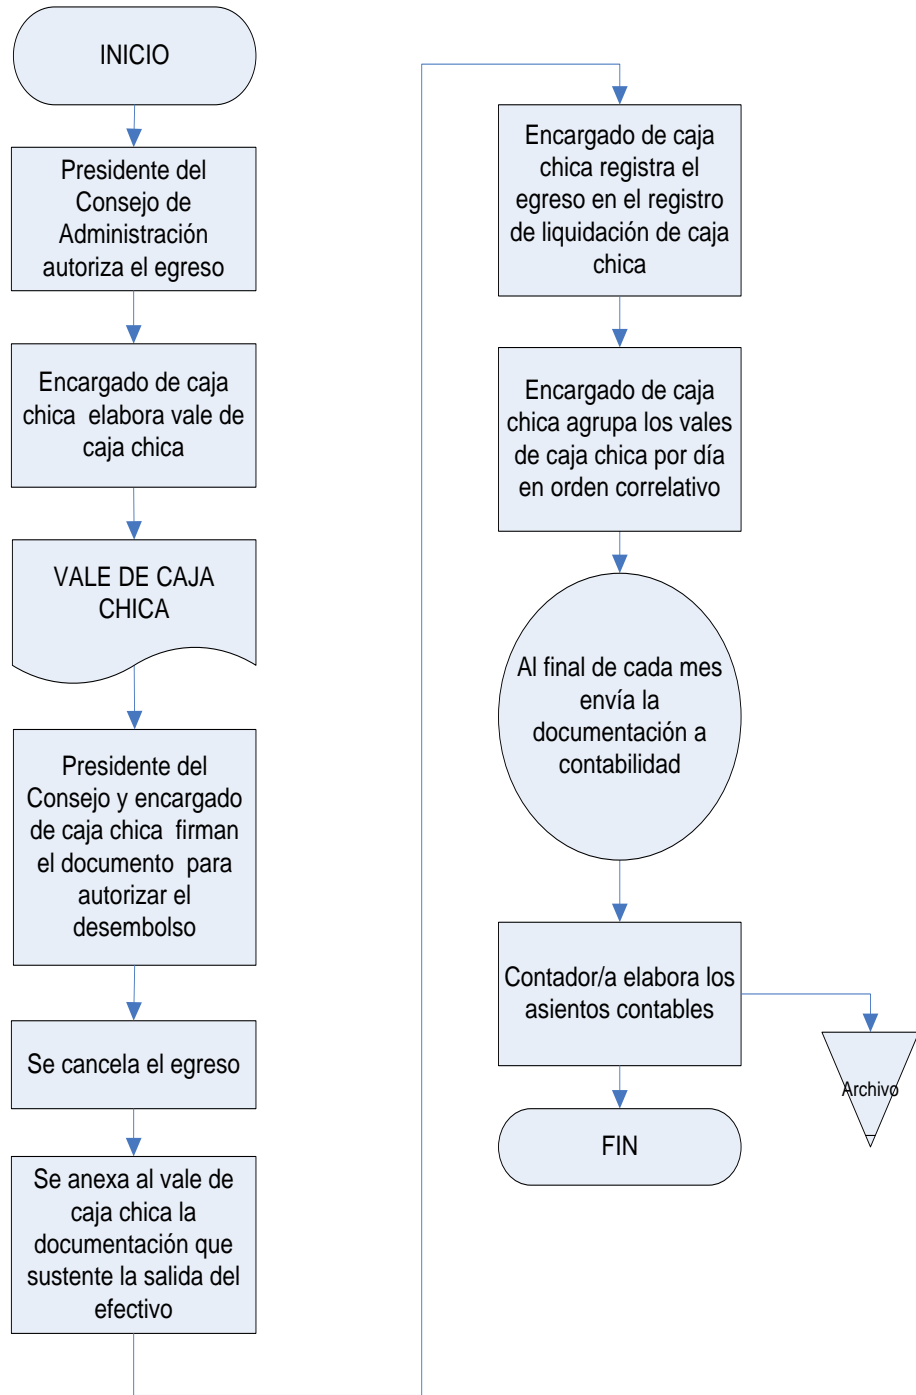 INICIO
Presidente del
Consejo de
Administración
autoriza el egreso
Encargado de caja
chica elabora vale de
caja chica
VALE DE CAJA
CHICA
Presidente del
Consejo y encargado
de caja chica firman
el documento para
autorizar el
desembolso
Se cancela el egreso
Se anexa al vale de
caja chica la
documentación que
sustente la salida del
efectivo
Encargado de caja
chica registra el
egreso en el registro
de liquidación de caja
chica
Encargado de caja
chica agrupa los vales
de caja chica por día
en orden correlativo
Al final de cada mes
envía la
documentación a
contabilidad
Contador/a elabora los
asientos contables
Archivo
FIN